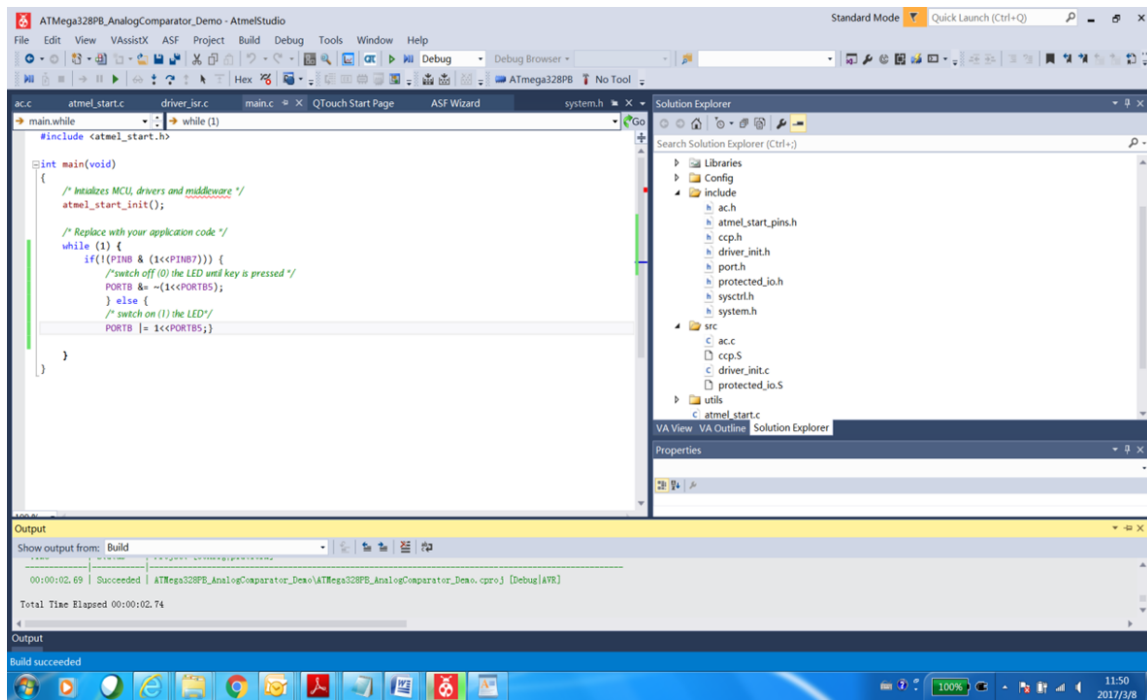 ATMega328PB_AnalogComparator_Demo - AtmelStudio
Standard Mode
Quick Launch (Ctrl+Q)
File Edit View VAssistX ASF Project Build Debug Tools Window Help
Debug Debug Browser
Hex ATmega328PB No Tool
ac.c atmel_start.c driver_isr.c main.c QTouch Start Page ASF Wizard system.h
main.while while (1) Go
#include <atmel_start.h>
int main(void)
{
/* Intializes MCU, drivers and middleware */
atmel_start_init();
/* Replace with your application code */
while (1) {
if(!(PINB & (1<<PINB7))) {
/*swtch off (0) the LED until key is pressed */
PORTB &= ~(1<<PORTB5);
} else {
/* swtch on (1) the LED*/
PORTB |= 1<<PORTB5;}
}
}
Solution Explorer
Search Solution Explorer (Ctrl+;)
Libraries
Config
include
ac.h
atmel_start_pins.h
ccp.h
driver_init.h
port.h
protected_io.h
sysctrl.h
system.h
src
ac.c
ccp.S
driver_init.c
protected_io.S
utils
atmel_start.c
VA View VA Outline Solution Explorer
Properties
Output
Show output from: Build
00:00:02.69 | Succeeded | ATMega328PB_AnalogComparator_Demo\ATMega328PB_AnalogComparator_Demo.cproj [Debug|AVR]
Total Time Elapsed 00:00:02.74
Output
Build succeeded
100%
11:50
2017/3/8